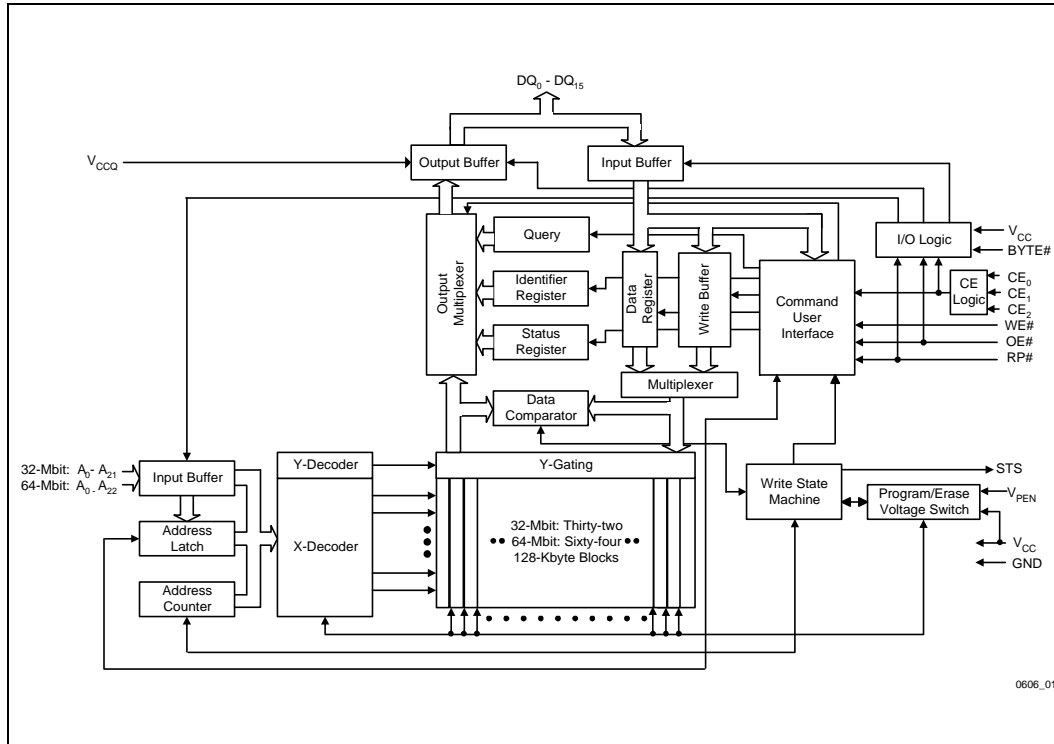 DQ0 - DQ15
VCCQ
Output Buffer
Input Buffer
Output
Multiplexer
Query
Identifier
Register
Status
Register
Data
Register
Write Buffer
Command
User
Interface
I/O Logic
VCC
BYTE#
CE
Logic
CE0
CE1
CE2
WE#
OE#
RP#
Multiplexer
Data
Comparator
32-Mbit: A0- A21
64-Mbit: A0 - A22
Input Buffer
Address
Latch
Address
Counter
Y-Decoder
X-Decoder
Y-Gating
32-Mbit: Thirty-two
64-Mbit: Sixty-four
128-Kbyte Blocks
Write State
Machine
STS
Program/Erase
Voltage Switch
VPEN
VCC
GND
0606_01